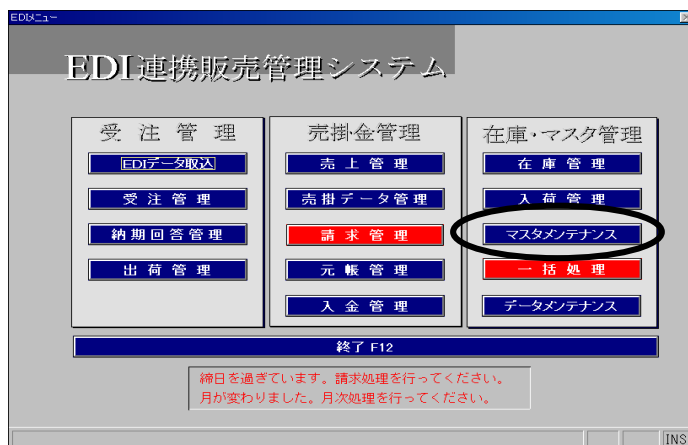 EDIメニュー
EDI連携販売管理システム
受注管理
EDIデータ取込
受注管理
納期回答管理
出荷管理
売掛金管理
売上管理
売掛データ管理
請求管理
元帳管理
入金管理
在庫・マスタ管理
在庫管理
入荷管理
マスタメンテナンス
一括処理
データメンテナンス
終了 F12
締日を過ぎています。請求処理を行ってください。
月が変わりました。月次処理を行ってください。
INS